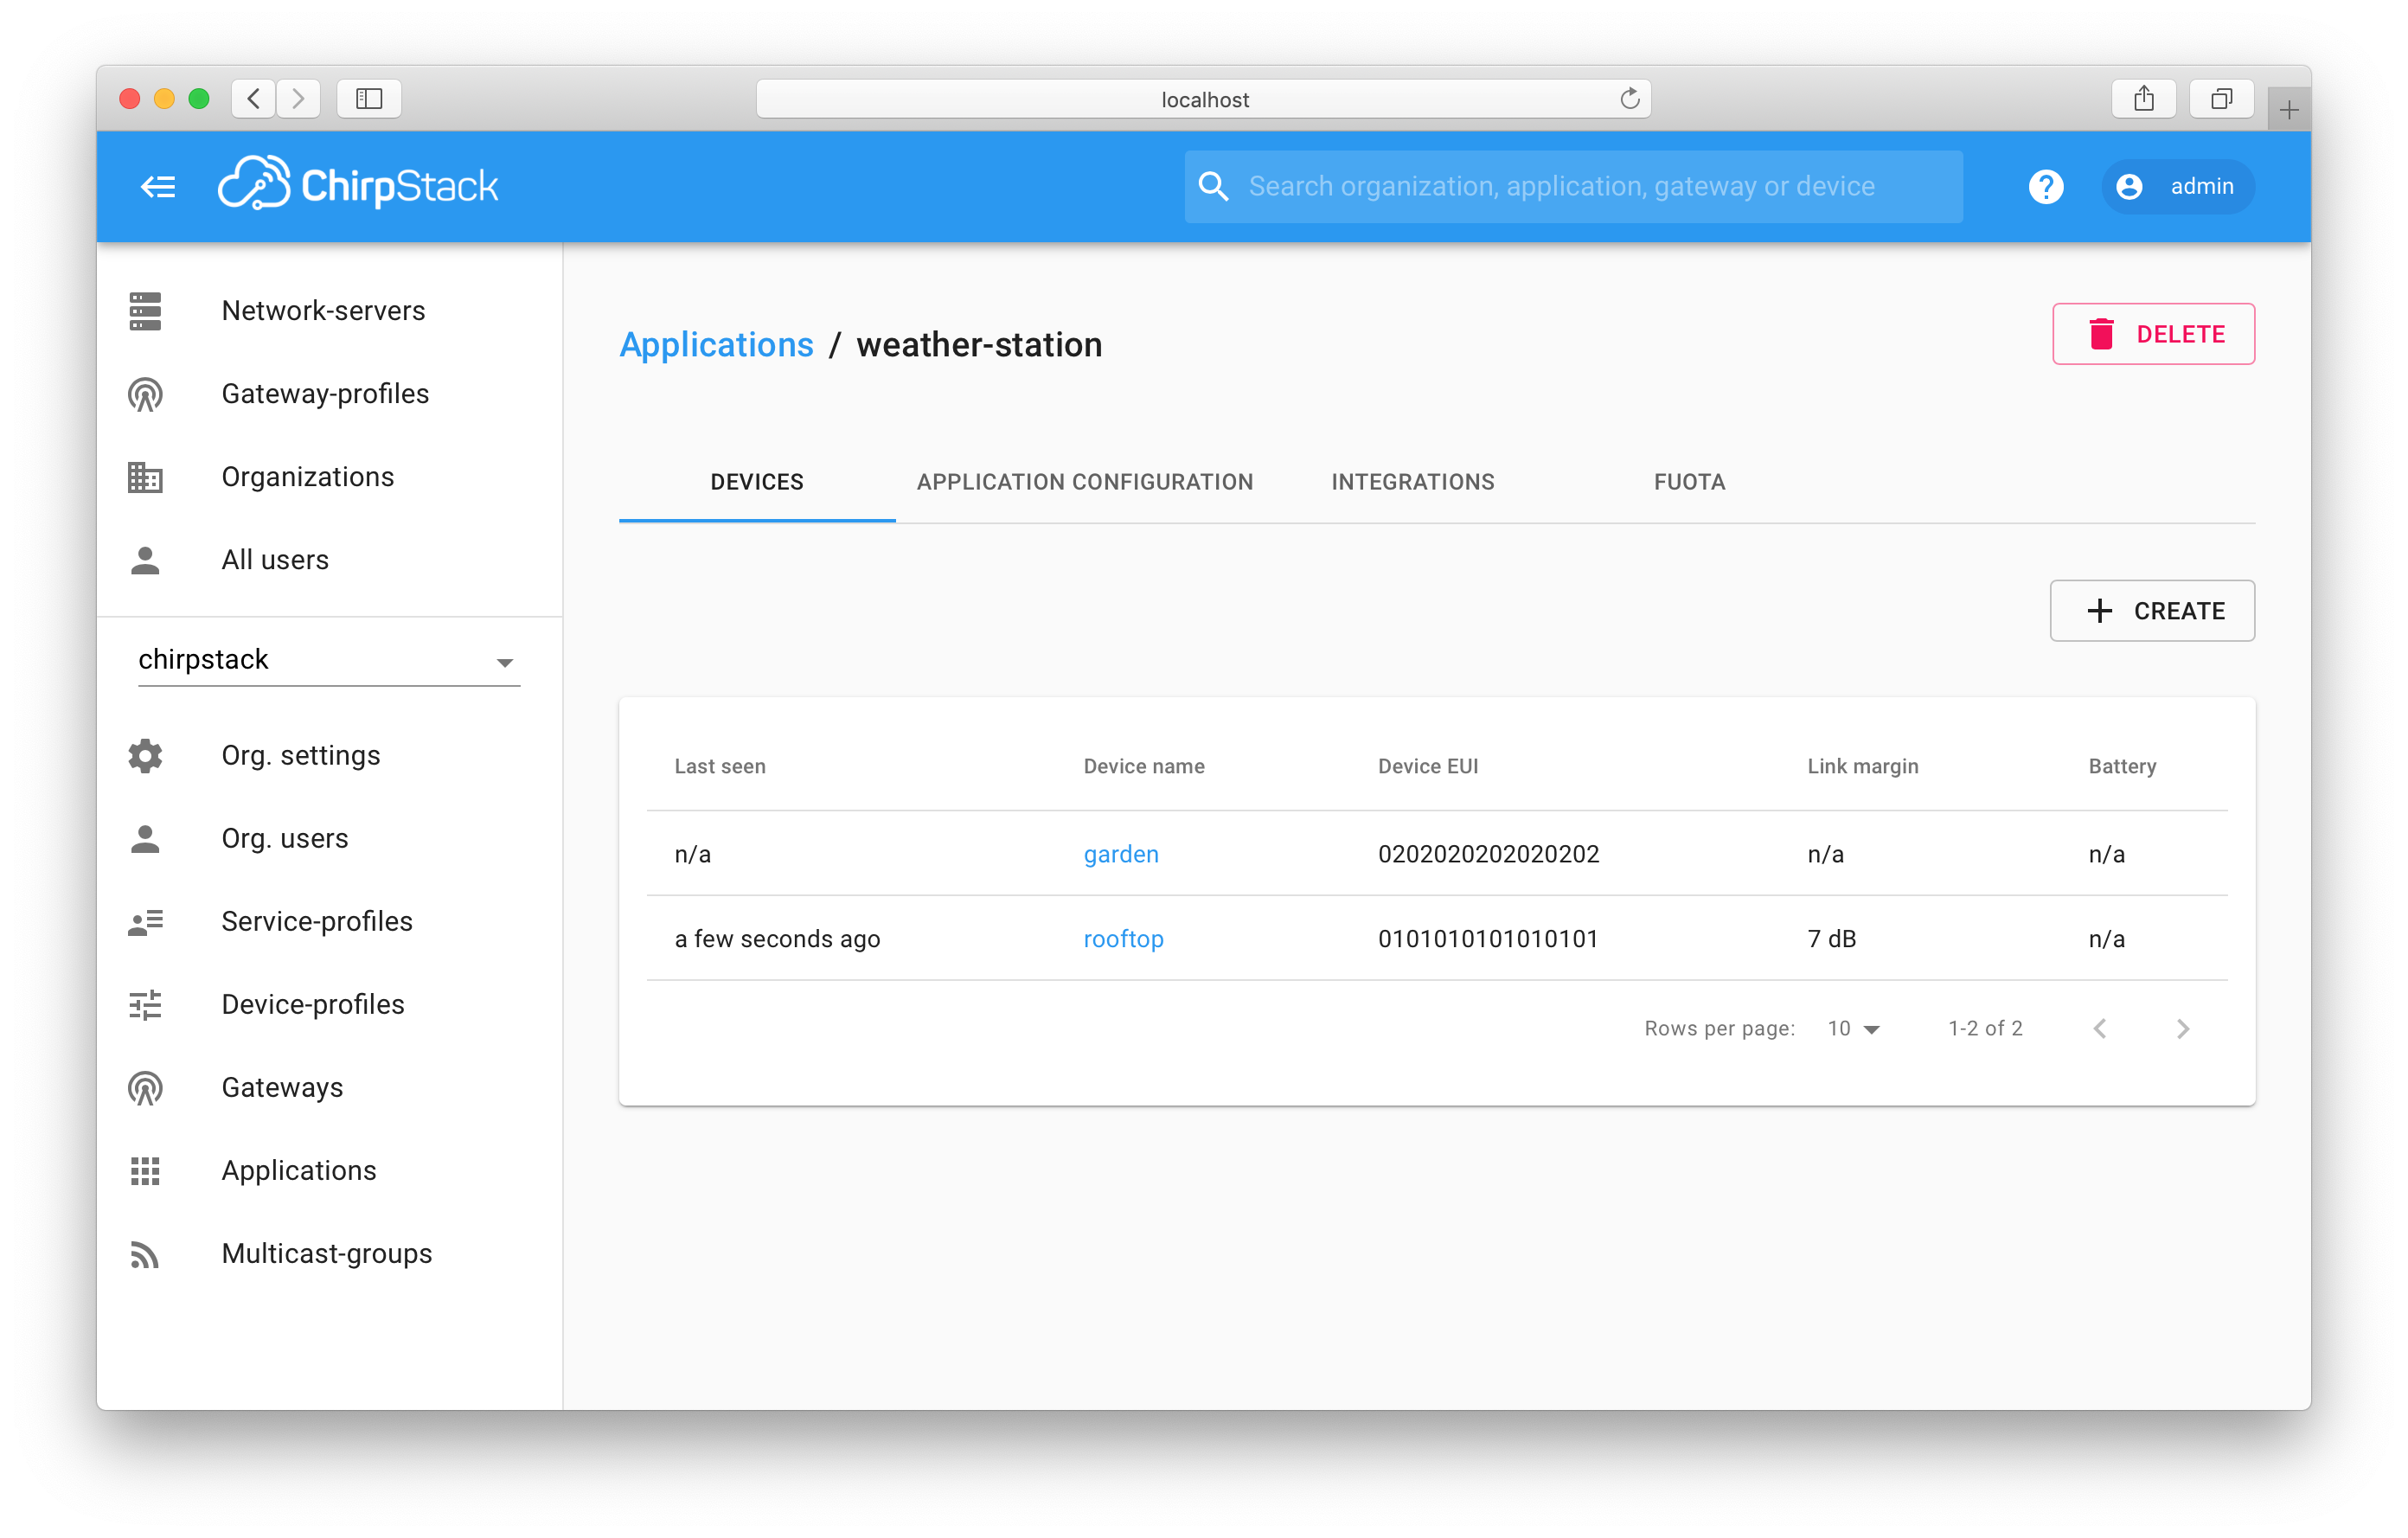 localhost
ChirpStack
Search organization, application, gateway or device
?
admin
Network-servers
Gateway-profiles
Organizations
All users
chirpstack
Org. settings
Org. users
Service-profiles
Device-profiles
Gateways
Applications
Multicast-groups
Applications / weather-station
DELETE
DEVICES APPLICATION CONFIGURATION INTEGRATIONS FUOTA
CREATE
Last seen Device name Device EUI Link margin Battery
n/a garden 0202020202020202 n/a n/a
a few seconds ago rooftop 0101010101010101 7 dB n/a
Rows per page: 10 1-2 of 2